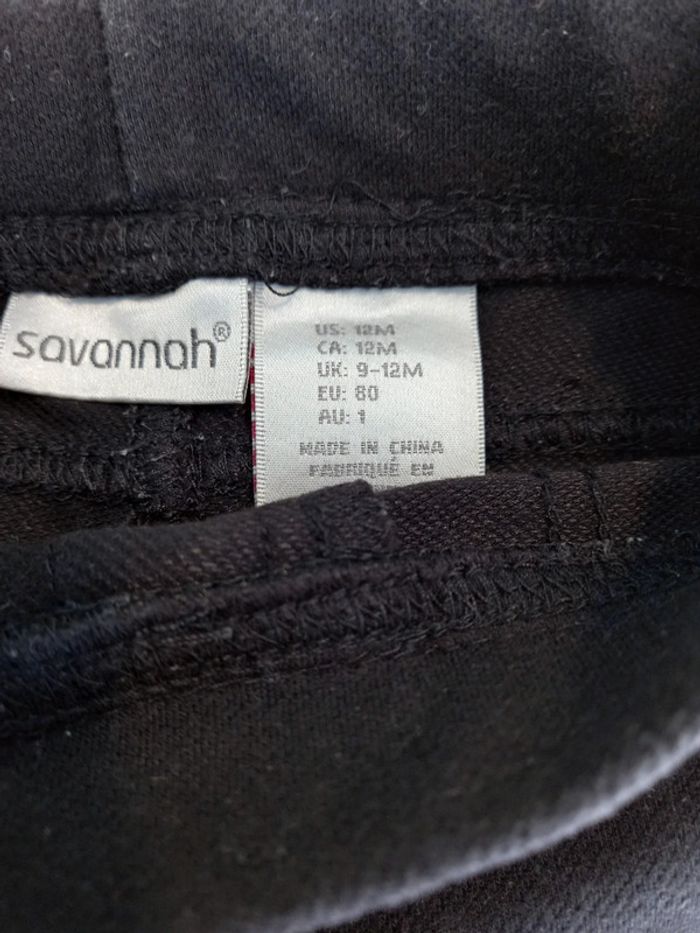 savannah®
US: 12M
CA: 12M
UK: 9-12M
EU: 80
AU: 1
MADE IN CHINA
FABRIQUÉ EN